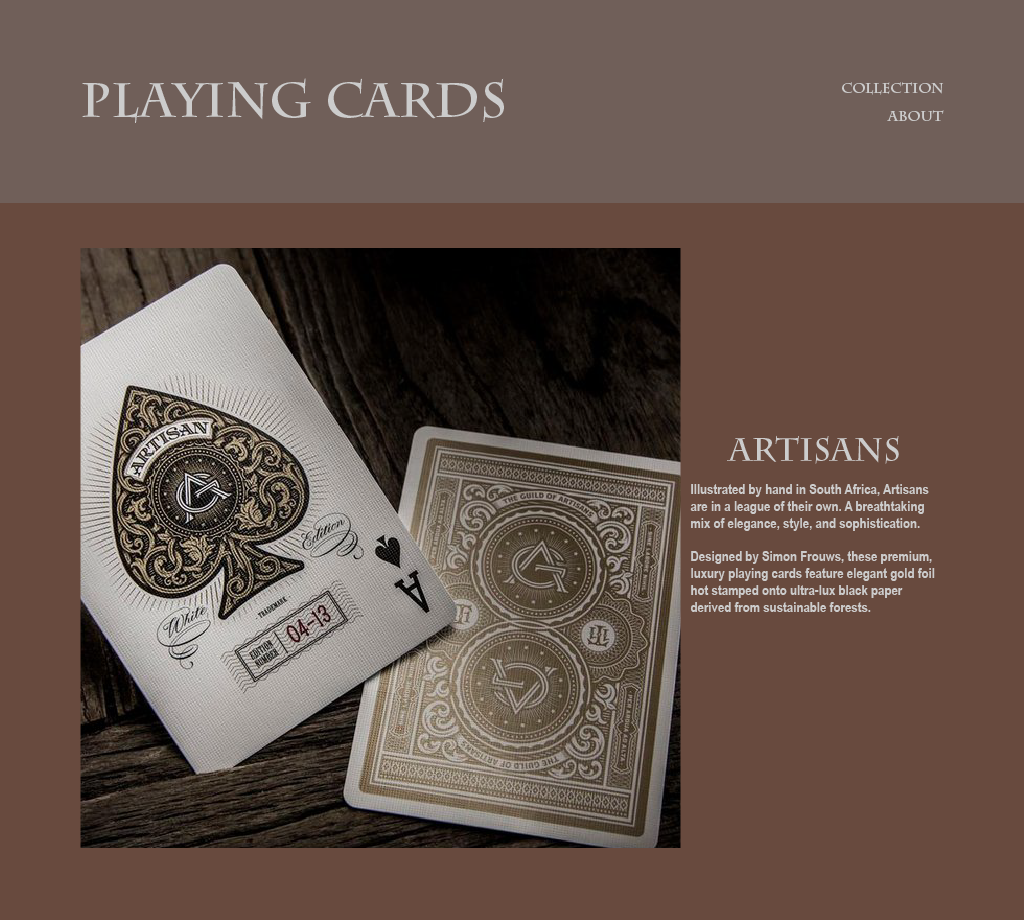 PLAYING CARDS
COLLECTION
ABOUT
ARTISAN
White
Edition
· TRADEMARK ·
EDITION
NUMBER
04-13
A
THE GUILD OF ARTISANS
THE GUILD OF ARTISANS
ARTISANS
Illustrated by hand in South Africa, Artisans
are in a league of their own. A breathtaking
mix of elegance, style, and sophistication.
Designed by Simon Frouws, these premium,
luxury playing cards feature elegant gold foil
hot stamped onto ultra-lux black paper
derived from sustainable forests.